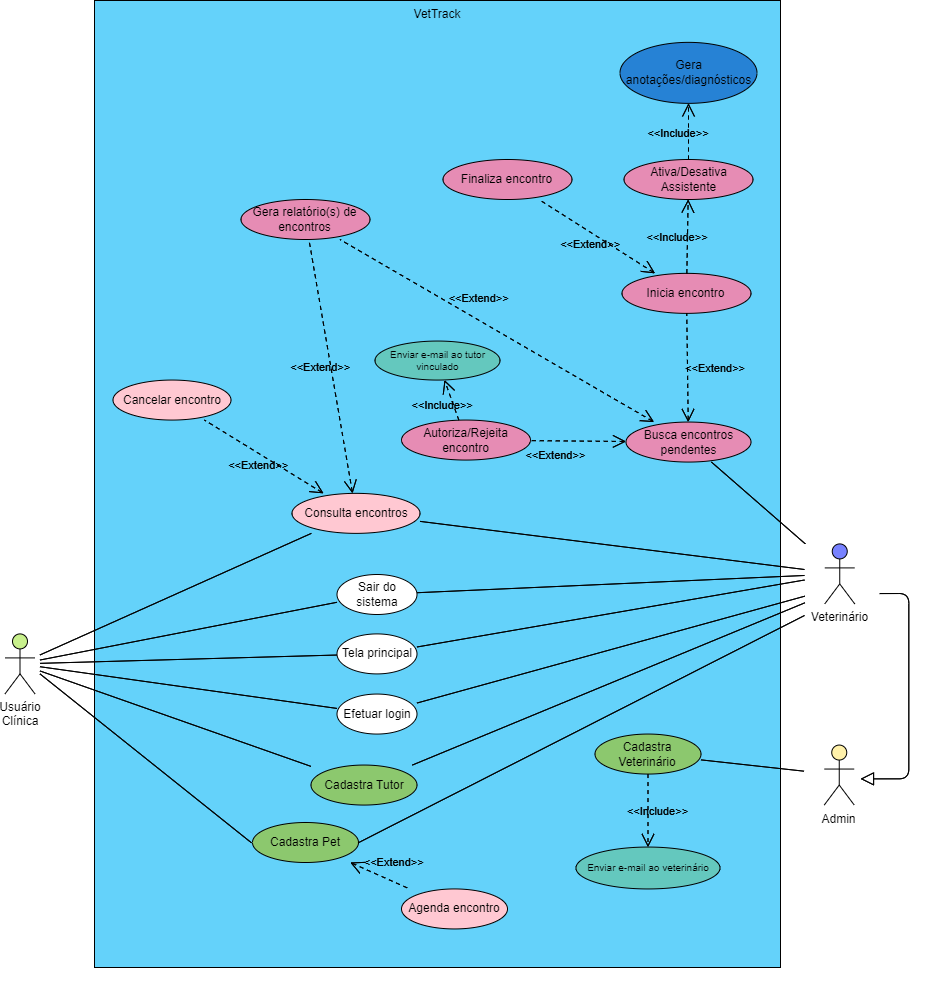 VetTrack
Gera
anotações/diagnósticos
<<Include>>
Finaliza encontro
Ativa/Desativa
Assistente
Gera relatório(s) de
encontros
<<Include>>
<<Extend>>
Inicia encontro
<<Extend>>
Enviar e-mail ao tutor
vinculado
<<Extend>>
<<Extend>>
Cancelar encontro
<<Include>>
Autoriza/Rejeita
encontro
Busca encontros
pendentes
<<Extend>>
<<Extend>>
Consulta encontros
Sair do
sistema
Veterinário
Tela principal
Usuário
Clínica
Efetuar login
Cadastra
Veterinário
Cadastra Tutor
<<Include>>
Admin
Cadastra Pet
<<Extend>>
Enviar e-mail ao veterinário
Agenda encontro